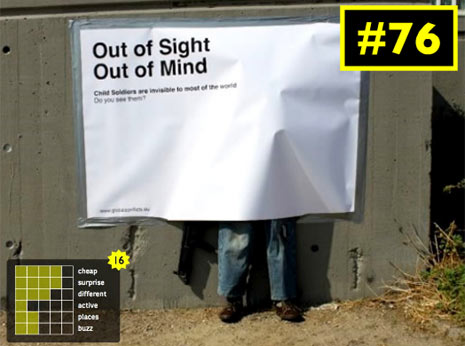 #76
Out of Sight
Out of Mind
Child Soldiers are invisible to most of the world
Do you see them?
www.globalconflicts.eu
16
cheap
surprise
different
active
places
buzz